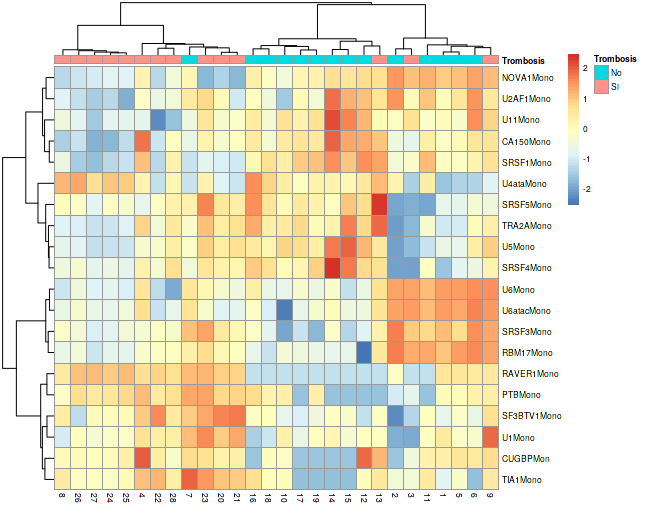 Trombosis
Trombosis
No
SI
2
1
0
-1
-2
NOVA1Mono
U2AF1Mono
U11Mono
CA150Mono
SRSF1Mono
U4ataMono
SRSF5Mono
TRA2AMono
U5Mono
SRSF4Mono
U6Mono
U6atacMono
SRSF3Mono
RBM17Mono
RAVER1Mono
PTBMono
SF3BTV1Mono
U1Mono
CUGBPMon
TIA1Mono
8 26 27 24 25 4 22 28 7 23 20 21 16 18 10 17 19 14 15 12 13 2 3 11 1 5 6 9